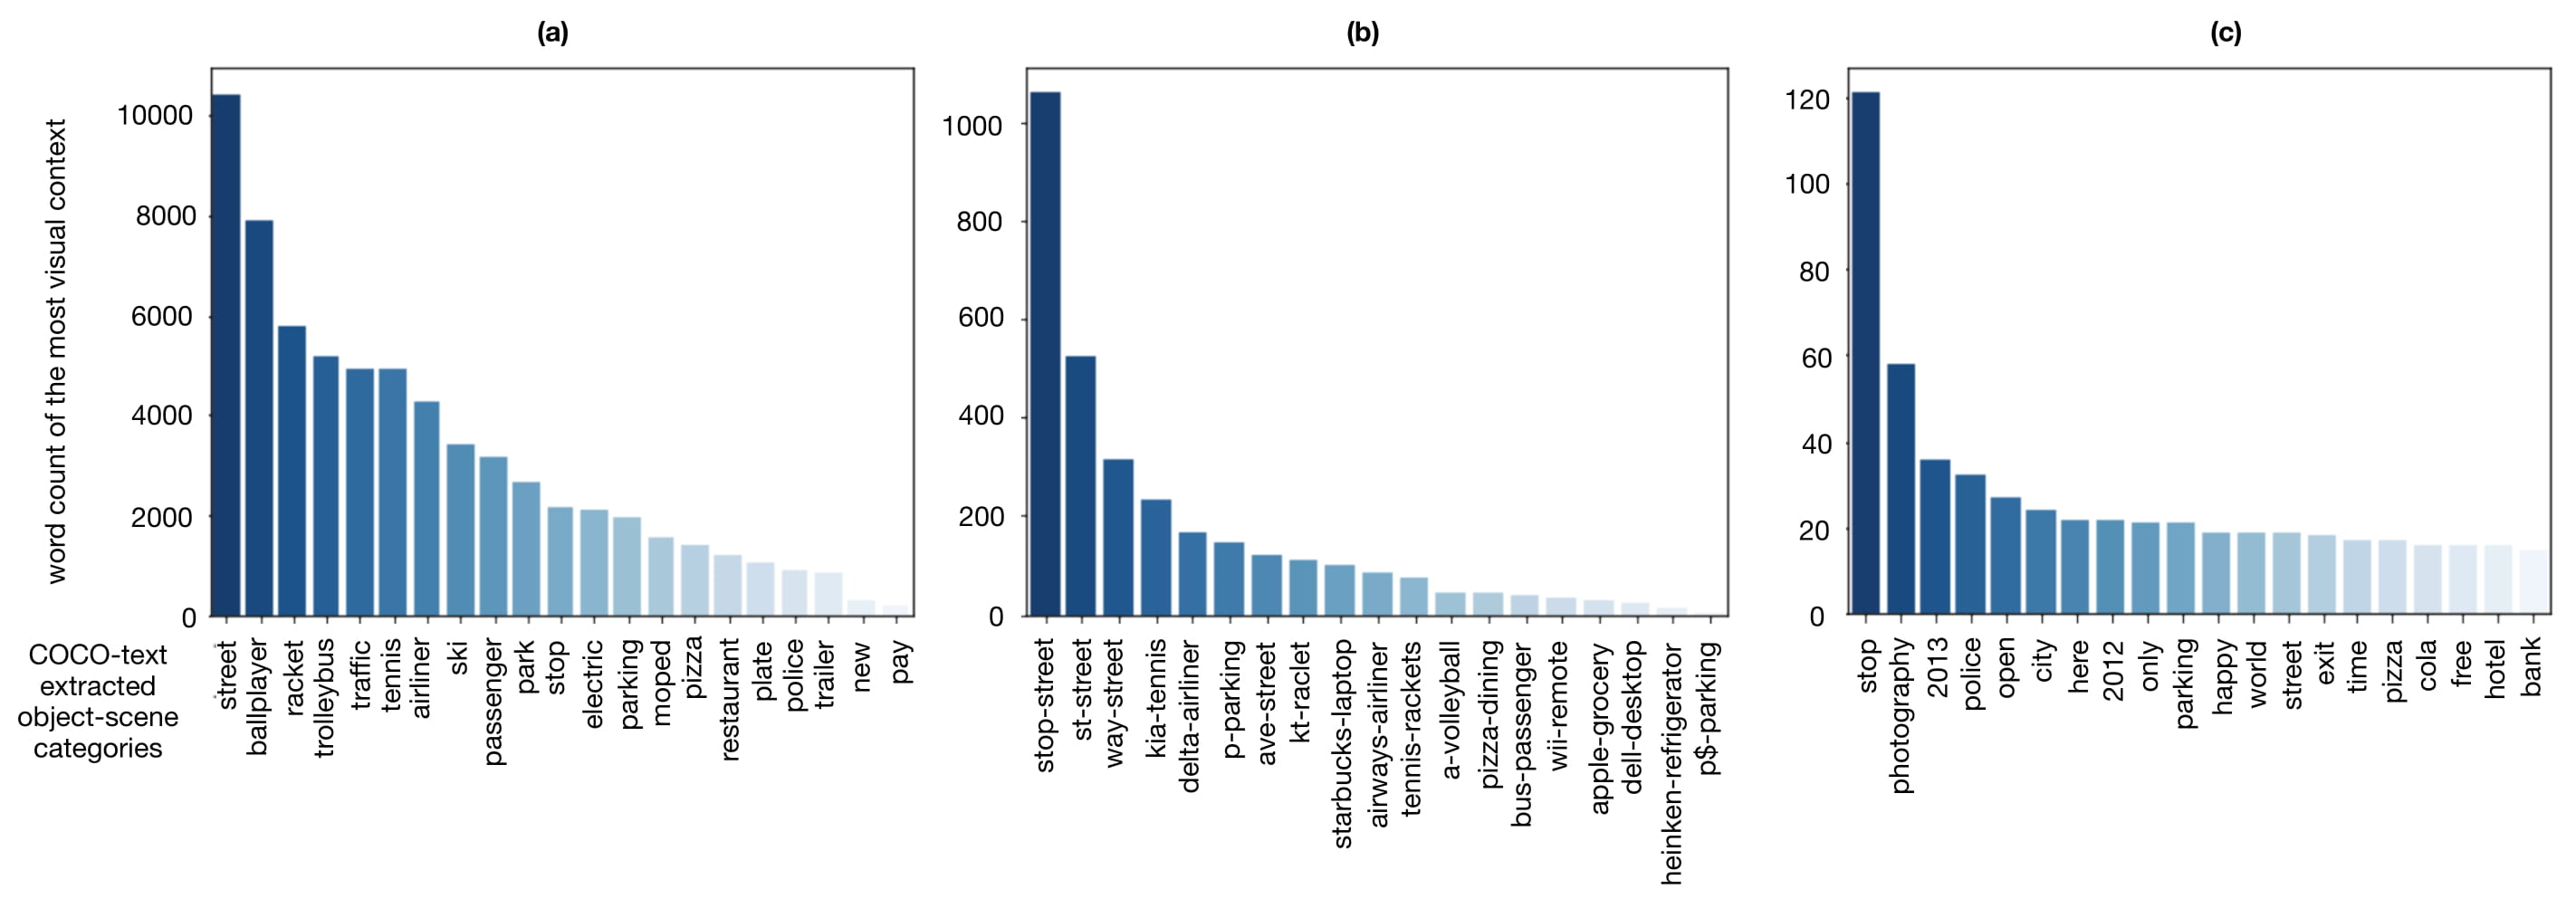 (a)
(b)
(c)
word count of the most visual context
10000
8000
6000
4000
2000
0
1000
800
600
400
200
0
120
100
80
60
40
20
0
COCO-text
extracted
object-scene
categories
street
ballplayer
racket
trolleybus
traffic
tennis
airliner
ski
passenger
park
stop
electric
parking
moped
pizza
restaurant
plate
police
trailer
new
pay
stop-street
st-street
way-street
kia-tennis
delta-airliner
p-parking
ave-street
kt-raclet
starbucks-laptop
airways-airliner
tennis-rackets
a-volleyball
pizza-dining
bus-passenger
wii-remote
apple-grocery
dell-desktop
heinken-refrigerator
p$-parking
stop
photography
2013
police
open
city
here
2012
only
parking
happy
world
street
exit
time
pizza
cola
free
hotel
bank